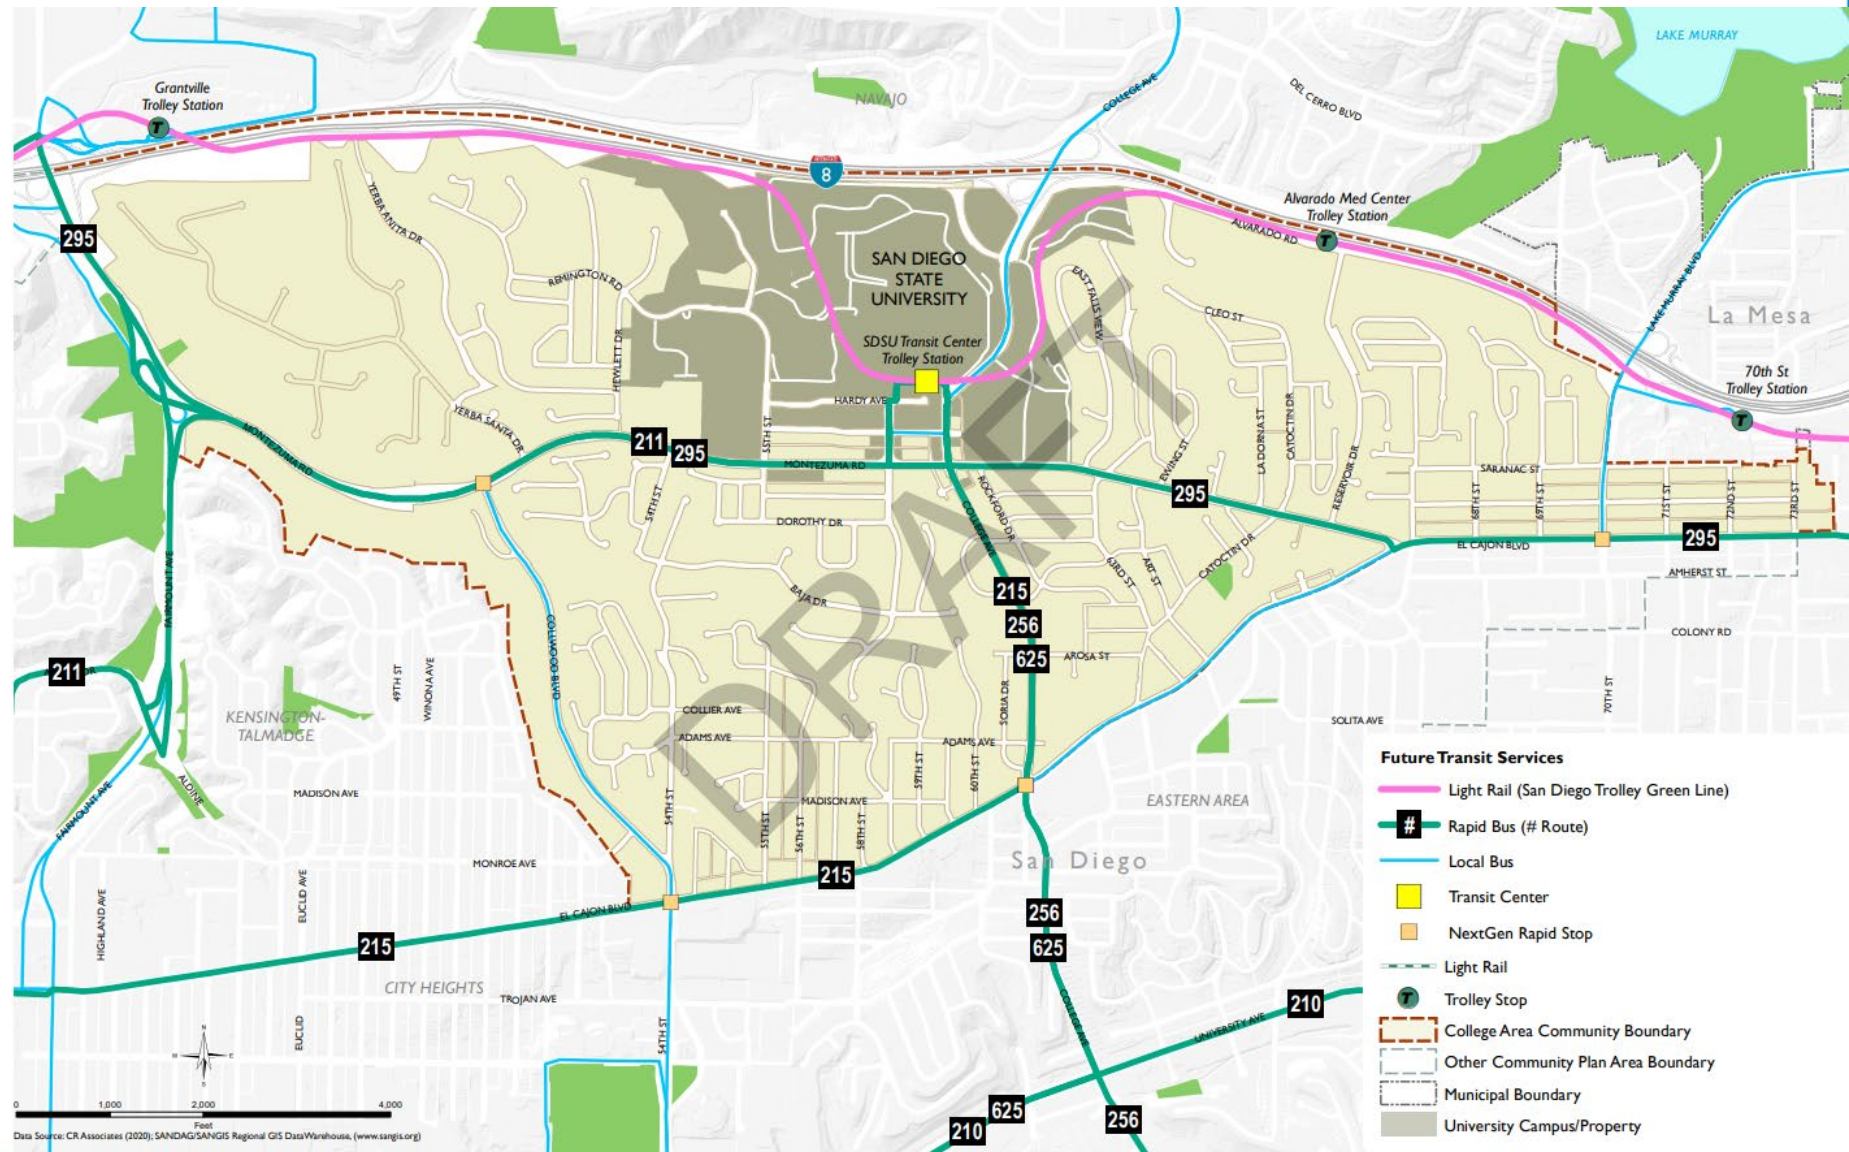 LAKE MURRAY
Grantville
Trolley Station
NAVAJO
COLLEGE AVE
DEL CERRO BLVD
INTERSTATE
8
Alvarado Med Center
Trolley Station
ALVARADO RD
YERBA ANITA DR
295
SAN DIEGO
STATE
UNIVERSITY
REMINGTON RD
EAST FALLS VIEW
CLEO ST
LAKE MURRAY BLVD
La Mesa
SDSU Transit Center
Trolley Station
HEWLETT DR
70th St
Trolley Station
HARDY AVE
YERBA SANTA DR
55TH ST
LA DORNA ST
CATOCTIN DR
MONTEZUMA RD
211
295
MONTEZUMA RD
EWING ST
RESERVOIR DR
SARANAC ST
295
54TH ST
ROCKFORD DR
COLLEGE AVE
DOROTHY DR
68TH ST
69TH ST
71ST ST
72ND ST
73RD ST
EL CAJON BLVD
295
63RD ST
ART ST
CATOCTIN DR
AMHERST ST
FAIRMOUNT AVE
BAJA DR
215
256
625
COLONY RD
COLLWOOD BLVD
AROSA ST
211
DR
49TH ST
WINONA AVE
SORIA DR
70TH ST
KENSINGTON-
TALMADGE
COLLIER AVE
ADAMS AVE
ADAMS AVE
SOLITA AVE
DRAFT
59TH ST
60TH ST
ALDINE
FAIRMOUNT AVE
MADISON AVE
54TH ST
MADISON AVE
55TH ST
56TH ST
58TH ST
EASTERN AREA
MONROE AVE
215
San Diego
HIGHLAND AVE
EUCLID AVE
EL CAJON BLVD
215
256
625
CITY HEIGHTS
TROJAN AVE
EUCLID
54TH ST
COLLEGE AVE
UNIVERSITY AVE
210
625
210
256
N
W
E
S
0
1,000
2,000
4,000
Feet
Data Source: CR Associates (2020); SANDAG/SANGIS Regional GIS Data Warehouse, (www.sangis.org)
Future Transit Services
Light Rail (San Diego Trolley Green Line)
# Rapid Bus (# Route)
Local Bus
Transit Center
NextGen Rapid Stop
Light Rail
T Trolley Stop
College Area Community Boundary
Other Community Plan Area Boundary
Municipal Boundary
University Campus/Property